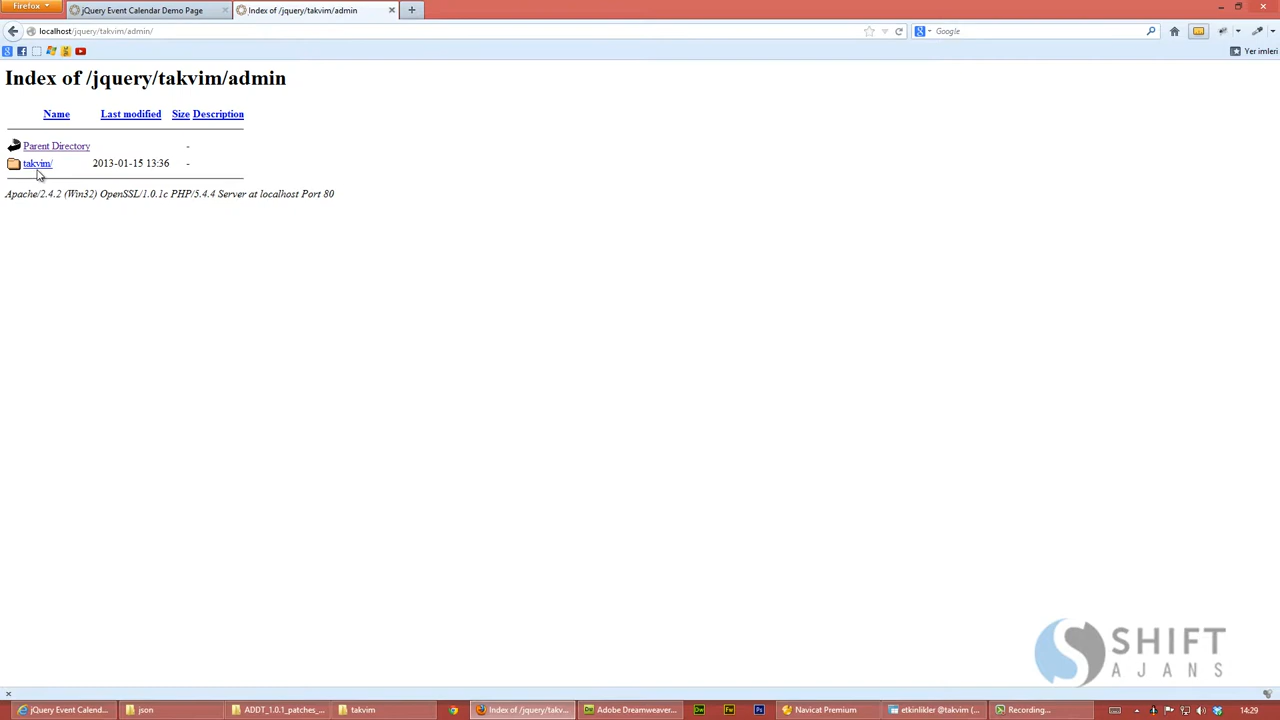 Firefox
jQuery Event Calendar Demo Page
Index of /jquery/takvim/admin
localhost/jquery/takvim/admin/
Google
Yer imleri
Index of /jquery/takvim/admin
Name Last modified Size Description
Parent Directory -
takvim/ 2013-01-15 13:36 -
Apache/2.4.2 (Win32) OpenSSL/1.0.1c PHP/5.4.4 Server at localhost Port 80
SHIFT
AJANS
jQuery Event Calend...
json
ADDT_1.0.1_patches_...
takvim
Index of /jquery/takv...
Adobe Dreamweaver...
Navicat Premium
etkinlikler @takvim (...
Recording...
14:29